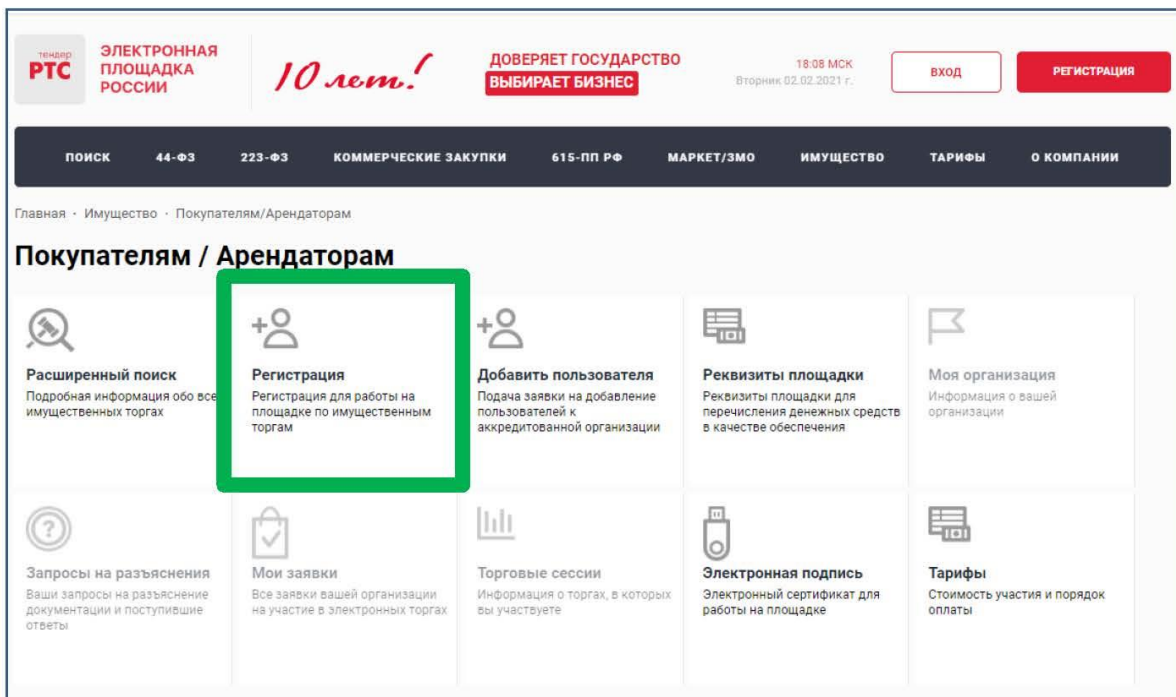 тендер
РТС
ЭЛЕКТРОННАЯ
ПЛОЩАДКА
РОССИИ
10 лет!
ДОВЕРЯЕТ ГОСУДАРСТВО
ВЫБИРАЕТ БИЗНЕС
18:08 МСК
Вторник 02.02.2021 г.
ВХОД
РЕГИСТРАЦИЯ
ПОИСК 44-ФЗ 223-ФЗ КОММЕРЧЕСКИЕ ЗАКУПКИ 615-ПП РФ МАРКЕТ/ЗМО ИМУЩЕСТВО ТАРИФЫ О КОМПАНИИ
Главная · Имущество · Покупателям/Арендаторам
Покупателям / Арендаторам
Расширенный поиск
Подробная информация обо все
имущественных торгах
Регистрация
Регистрация для работы на
площадке по имущественным
торгам
Добавить пользователя
Подача заявки на добавление
пользователей к
аккредитованной организации
Реквизиты площадки
Реквизиты площадки для
перечисления денежных средств
в качестве обеспечения
Моя организация
Информация о вашей
организации
Запросы на разъяснения
Ваши запросы на разъяснение
документации и поступившие
ответы
Мои заявки
Все заявки вашей организации
на участие в электронных торгах
Торговые сессии
Информация о торгах, в которых
вы участвуете
Электронная подпись
Электронный сертификат для
работы на площадке
Тарифы
Стоимость участия и порядок
оплаты